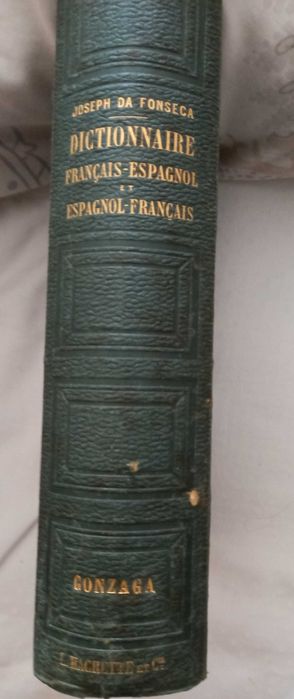 JOSEPH DA FONSECA
DICTIONNAIRE
FRANÇAIS-ESPAGNOL
ET
ESPAGNOL-FRANÇAIS
GONZAGA
L. HACHETTE ET Cie